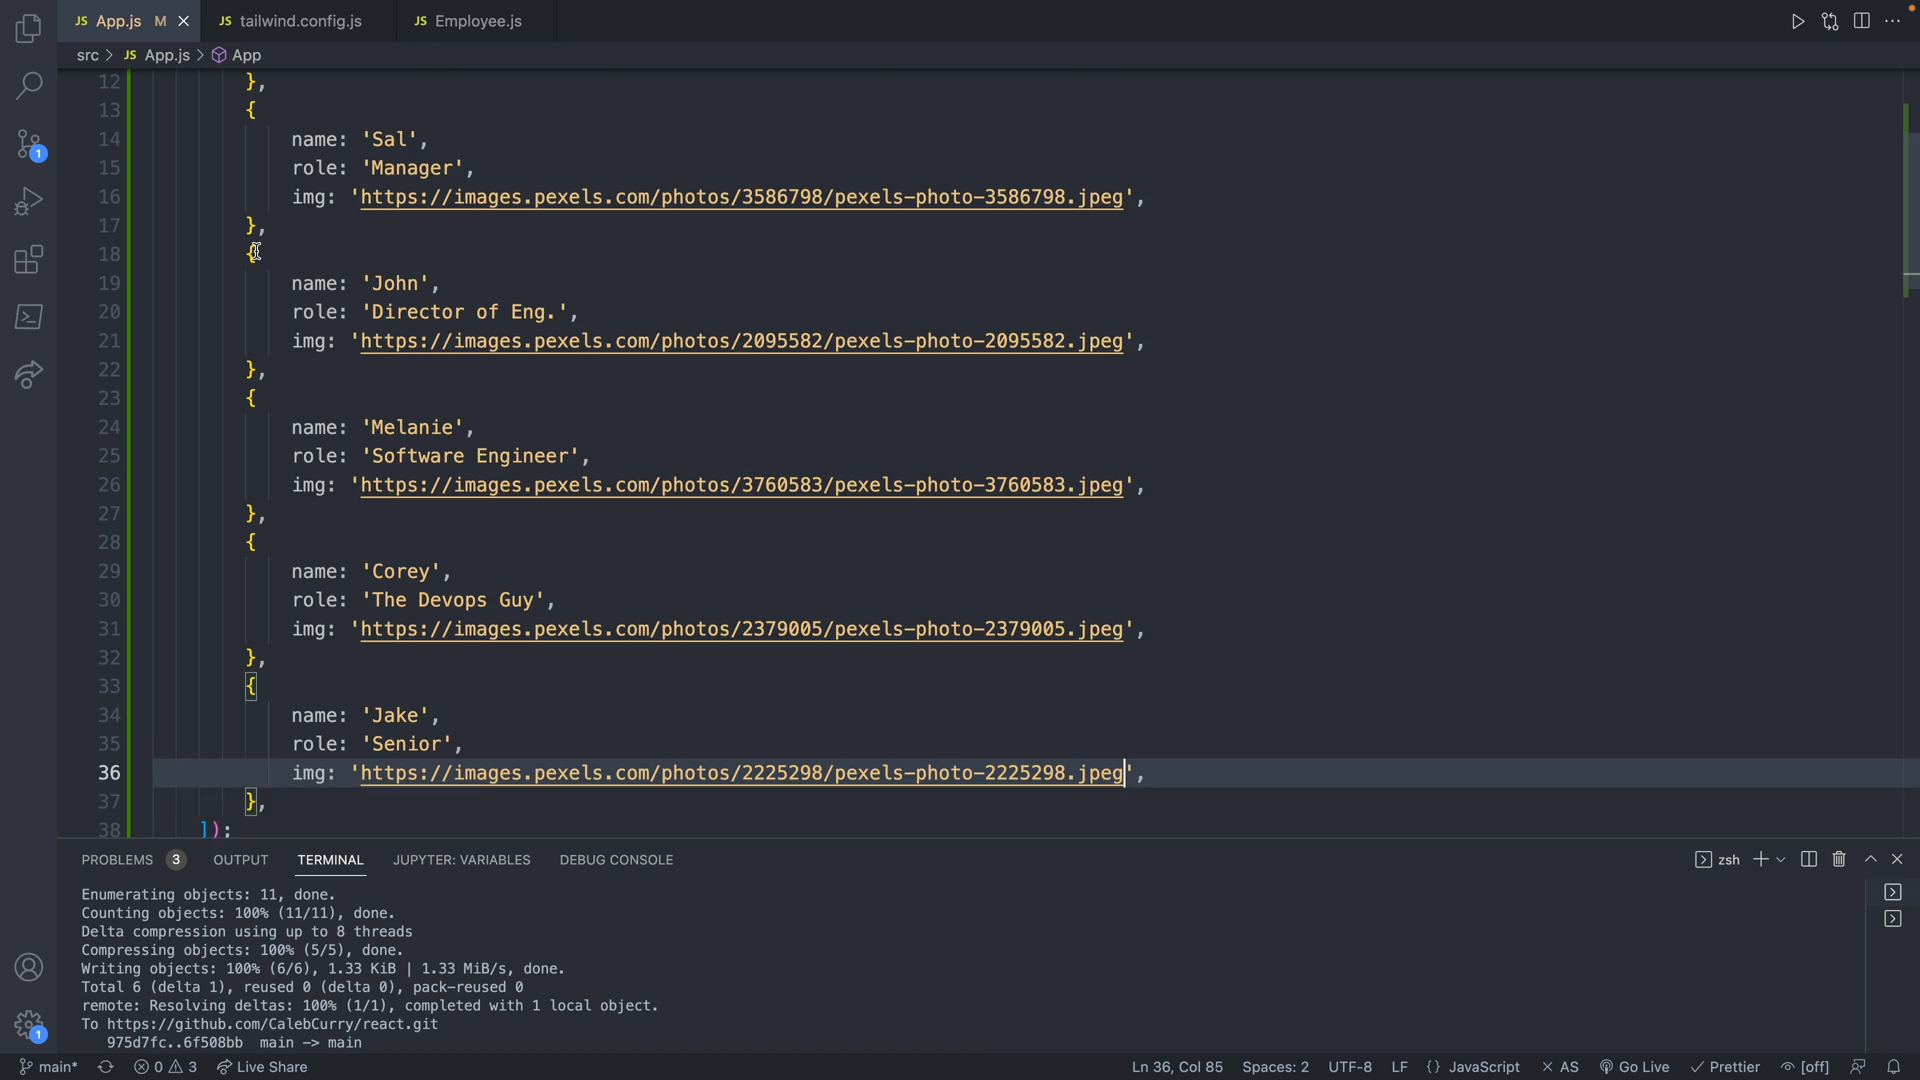 JS App.js M
JS tailwind.config.js
JS Employee.js
src > JS App.js > App
12 },
13 {
14 name: 'Sal',
15 role: 'Manager',
16 img: 'https://images.pexels.com/photos/3586798/pexels-photo-3586798.jpeg',
17 },
18 {
19 name: 'John',
20 role: 'Director of Eng.',
21 img: 'https://images.pexels.com/photos/2095582/pexels-photo-2095582.jpeg',
22 },
23 {
24 name: 'Melanie',
25 role: 'Software Engineer',
26 img: 'https://images.pexels.com/photos/3760583/pexels-photo-3760583.jpeg',
27 },
28 {
29 name: 'Corey',
30 role: 'The Devops Guy',
31 img: 'https://images.pexels.com/photos/2379005/pexels-photo-2379005.jpeg',
32 },
33 {
34 name: 'Jake',
35 role: 'Senior',
36 img: 'https://images.pexels.com/photos/2225298/pexels-photo-2225298.jpeg',
37 },
38 ]);
1
PROBLEMS 3 OUTPUT TERMINAL JUPYTER: VARIABLES DEBUG CONSOLE
zsh
Enumerating objects: 11, done.
Counting objects: 100% (11/11), done.
Delta compression using up to 8 threads
Compressing objects: 100% (5/5), done.
Writing objects: 100% (6/6), 1.33 KiB | 1.33 MiB/s, done.
Total 6 (delta 1), reused 0 (delta 0), pack-reused 0
remote: Resolving deltas: 100% (1/1), completed with 1 local object.
To https://github.com/CalebCurry/react.git
975d7fc..6f508bb main -> main
1
main* 0 3 Live Share Ln 36, Col 85 Spaces: 2 UTF-8 LF {} JavaScript AS Go Live Prettier [off]